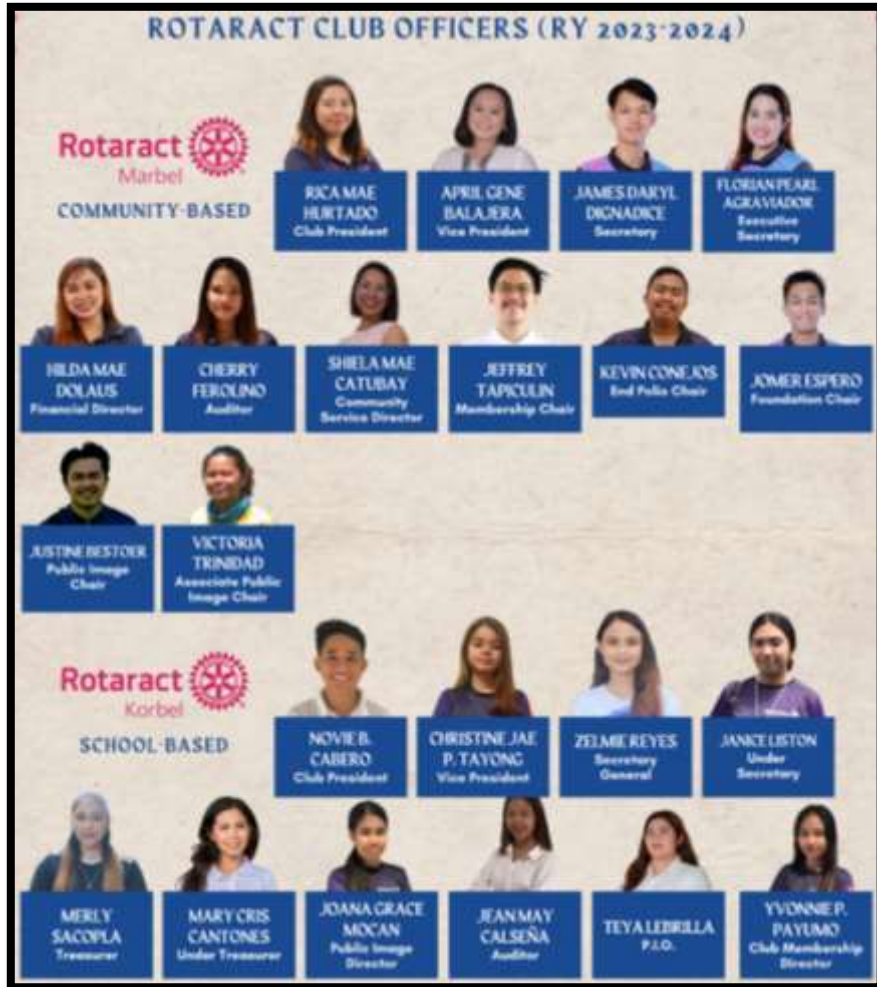 ROTARACT CLUB OFFICERS (RY 2023-2024)
Rotaract
Marbel
COMMUNITY-BASED
RICA MAE
HURTADO
Club President
APRIL GENE
BALAJERA
Vice President
JAMES DARYL
DIGNADICE
Secretary
FLORIAN PEARL
AGRAVIADOR
Executive
Secretary
HILDA MAE
DOLAUS
Financial Director
CHERRY
FEROLINO
Auditor
SHIELA MAE
CATUBAY
Community
Service Director
JEFFREY
TAPICULIN
Membership Chair
KEVIN CONEJOS
End Polio Chair
JOMER ESPERO
Foundation Chair
JUSTINE BESTOER
Public Image
Chair
VICTORIA
TRINIDAD
Associate Public
Image Chair
Rotaract
Korbel
SCHOOL-BASED
NOVIE B.
CABERO
Club President
CHRISTINE JAE
P. TAYONG
Vice President
ZELMIE REYES
Secretary
General
JANICE LISTON
Under
Secretary
MERLY
SACOPLA
Treasurer
MARY CRIS
CANTONES
Under Treasurer
JOANA GRACE
MOCAN
Public Image
Director
JEAN MAY
CALSEÑA
Auditor
TEYA LEBRILLA
P.I.O.
YVONNIE P.
PAYUMO
Club Membership
Director